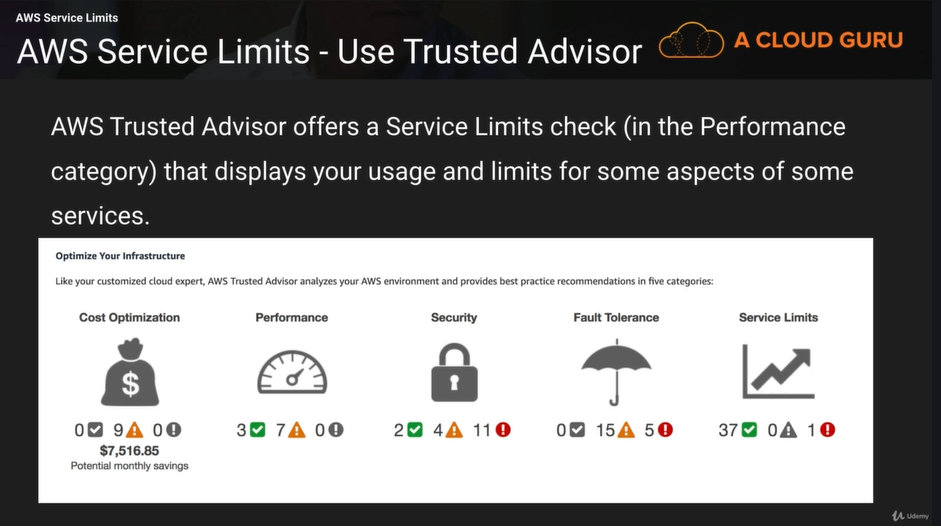 AWS Service Limits
AWS Service Limits - Use Trusted Advisor
A CLOUD GURU
AWS Trusted Advisor offers a Service Limits check (in the Performance
category) that displays your usage and limits for some aspects of some
services.
Optimize Your Infrastructure
Like your customized cloud expert, AWS Trusted Advisor analyzes your AWS environment and provides best practice recommendations in five categories:
Cost Optimization Performance Security Fault Tolerance Service Limits
$
0 9 0 3 7 0 2 4 11 0 15 5 37 0 1
$7,516.85
Potential monthly savings
Udemy